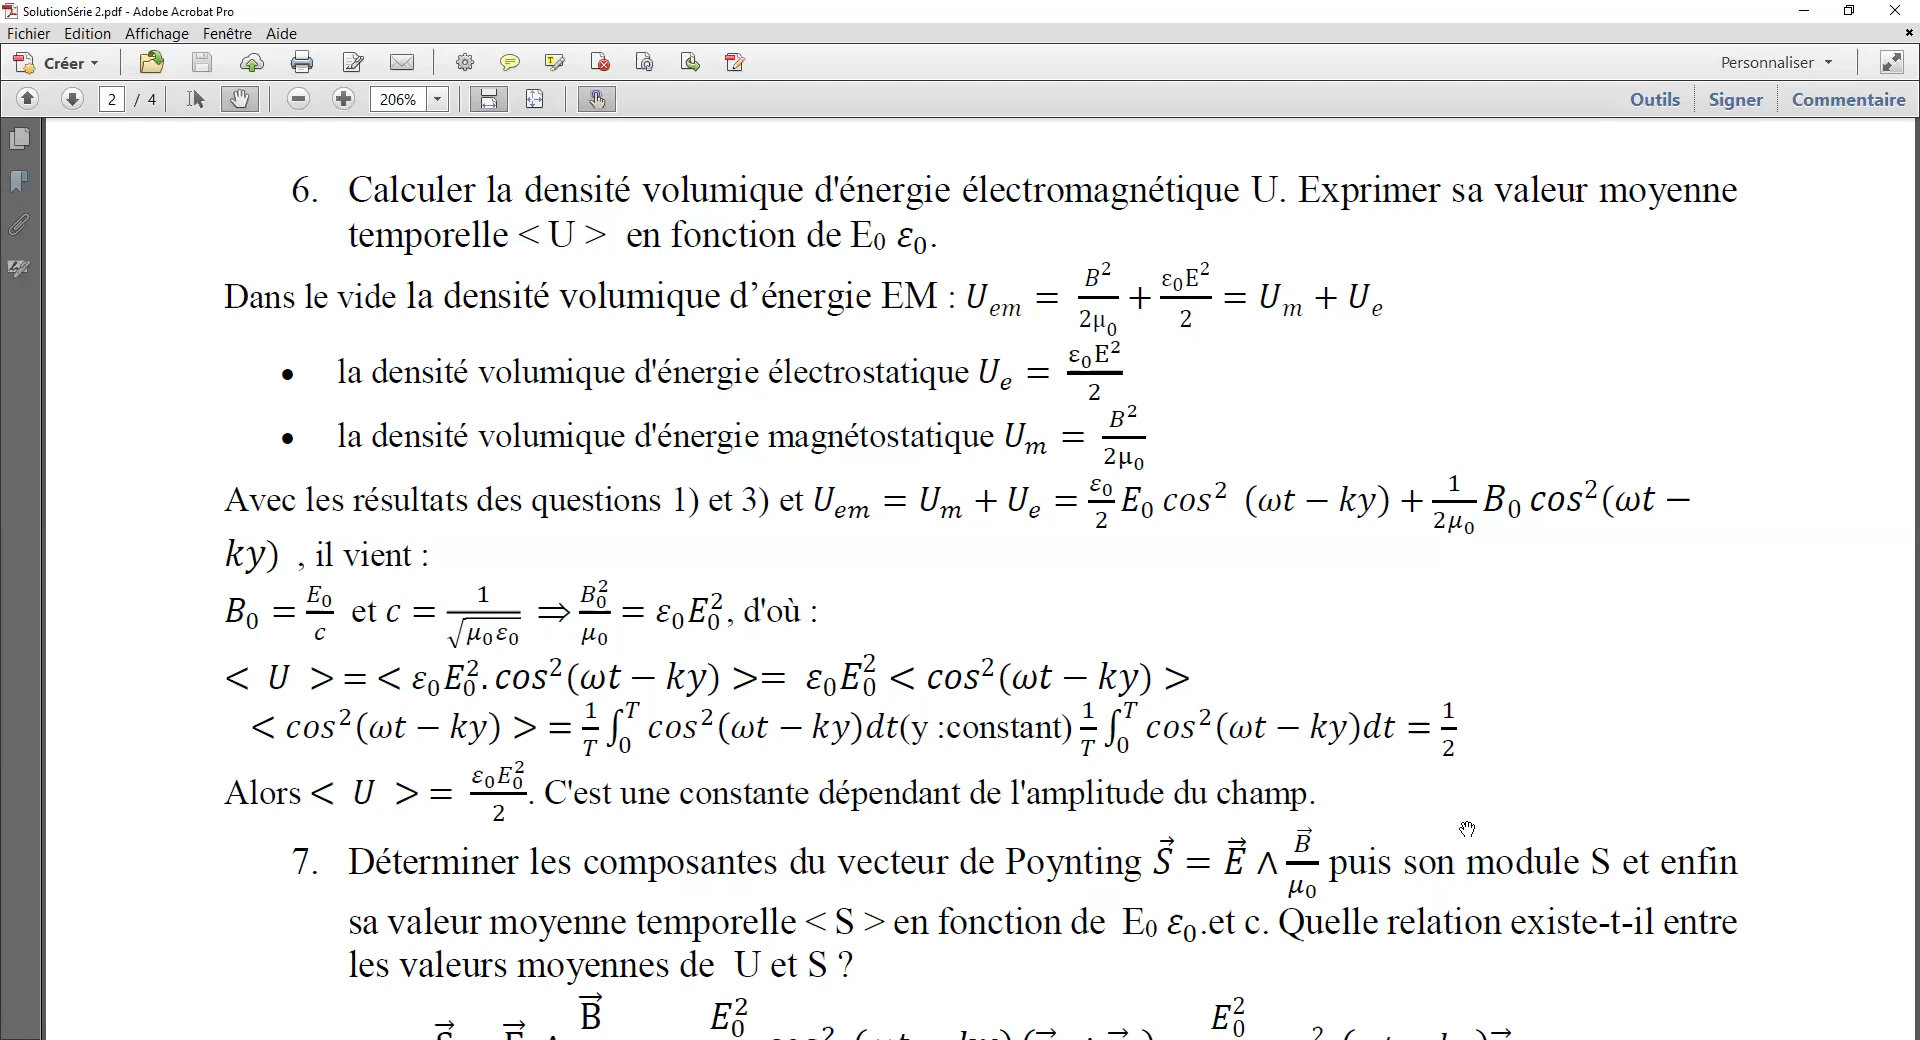 SolutionSérie 2.pdf - Adobe Acrobat Pro
Fichier Edition Affichage Fenêtre Aide
Créer Personnaliser
2 / 4 206% Outils Signer Commentaire
6. Calculer la densité volumique d'énergie électromagnétique U. Exprimer sa valeur moyenne
temporelle < U > en fonction de E₀ ε₀.
Dans le vide la densité volumique d’énergie EM : U_em = B²/2μ₀ + ε₀E²/2 = U_m + U_e
• la densité volumique d'énergie électrostatique U_e = ε₀E²/2
• la densité volumique d'énergie magnétostatique U_m = B²/2μ₀
Avec les résultats des questions 1) et 3) et U_em = U_m + U_e = ε₀/2 E₀ cos² (ωt − ky) + 1/2μ₀ B₀ cos²(ωt −
ky) , il vient :
B₀ = E₀/c et c = 1/√(μ₀ε₀) ⟹ B₀²/μ₀ = ε₀E₀², d'où :
< U > = < ε₀E₀². cos²(ωt − ky) >= ε₀E₀² < cos²(ωt − ky) >
< cos²(ωt − ky) > = 1/T ∫₀ᵀ cos²(ωt − ky)dt(y :constant) 1/T ∫₀ᵀ cos²(ωt − ky)dt = 1/2
Alors < U > = ε₀E₀²/2. C'est une constante dépendant de l'amplitude du champ.
7. Déterminer les composantes du vecteur de Poynting S⃗ = E⃗ ∧ B⃗/μ₀ puis son module S et enfin
sa valeur moyenne temporelle < S > en fonction de E₀ ε₀.et c. Quelle relation existe-t-il entre
les valeurs moyennes de U et S ?
B⃗ E₀² E₀²